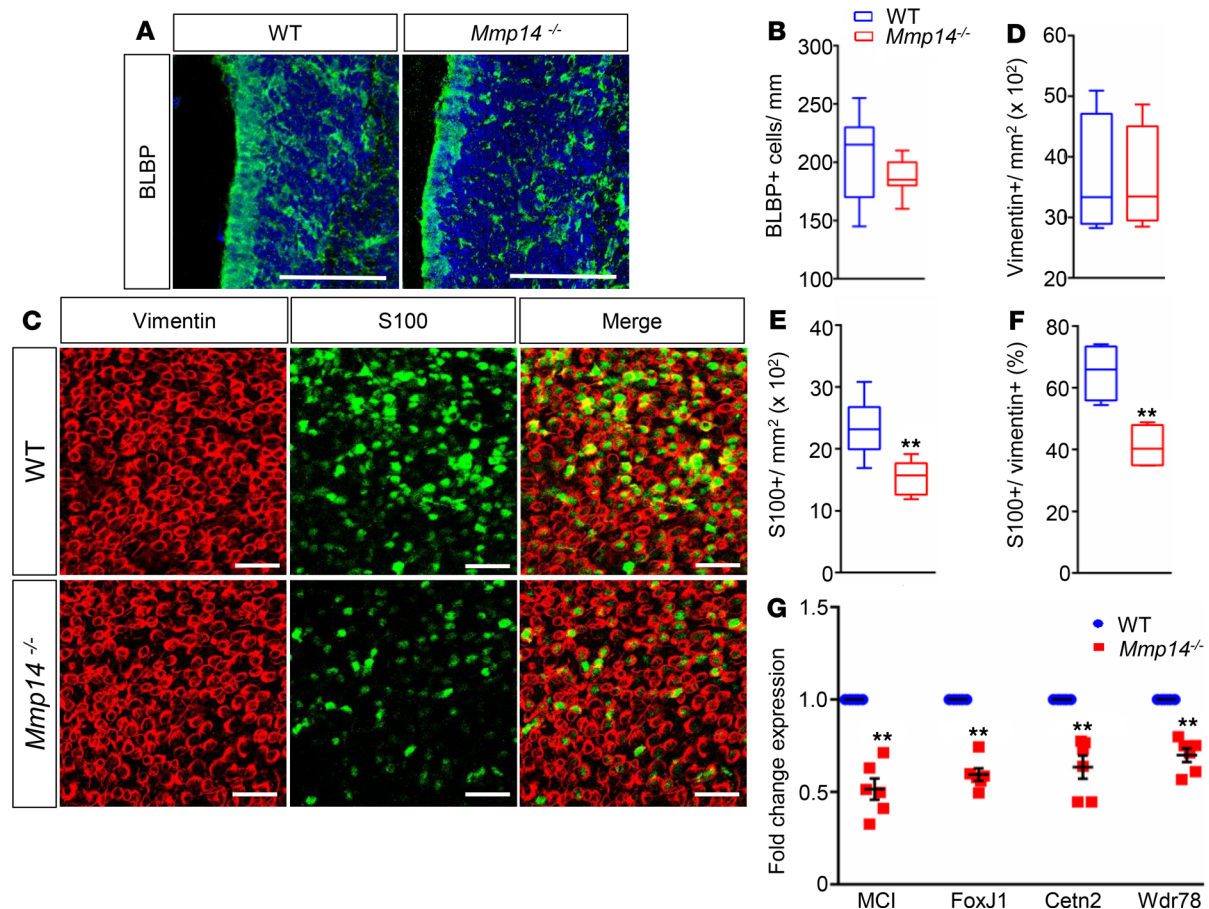 A
WT
Mmp14 -/-
BLBP
B
WT
Mmp14-/-
BLBP+ cells/ mm
300
250
200
150
100
D
Vimentin+/ mm² (x 10²)
60
50
40
30
20
C
Vimentin
S100
Merge
WT
Mmp14 -/-
E
S100+/ mm² (x 10²)
40
30
20
10
0
**
F
S100+/ vimentin+ (%)
80
60
40
20
0
**
G
WT
Mmp14-/-
Fold change expression
1.5
1.0
0.5
0
**
**
**
**
MCI
FoxJ1
Cetn2
Wdr78